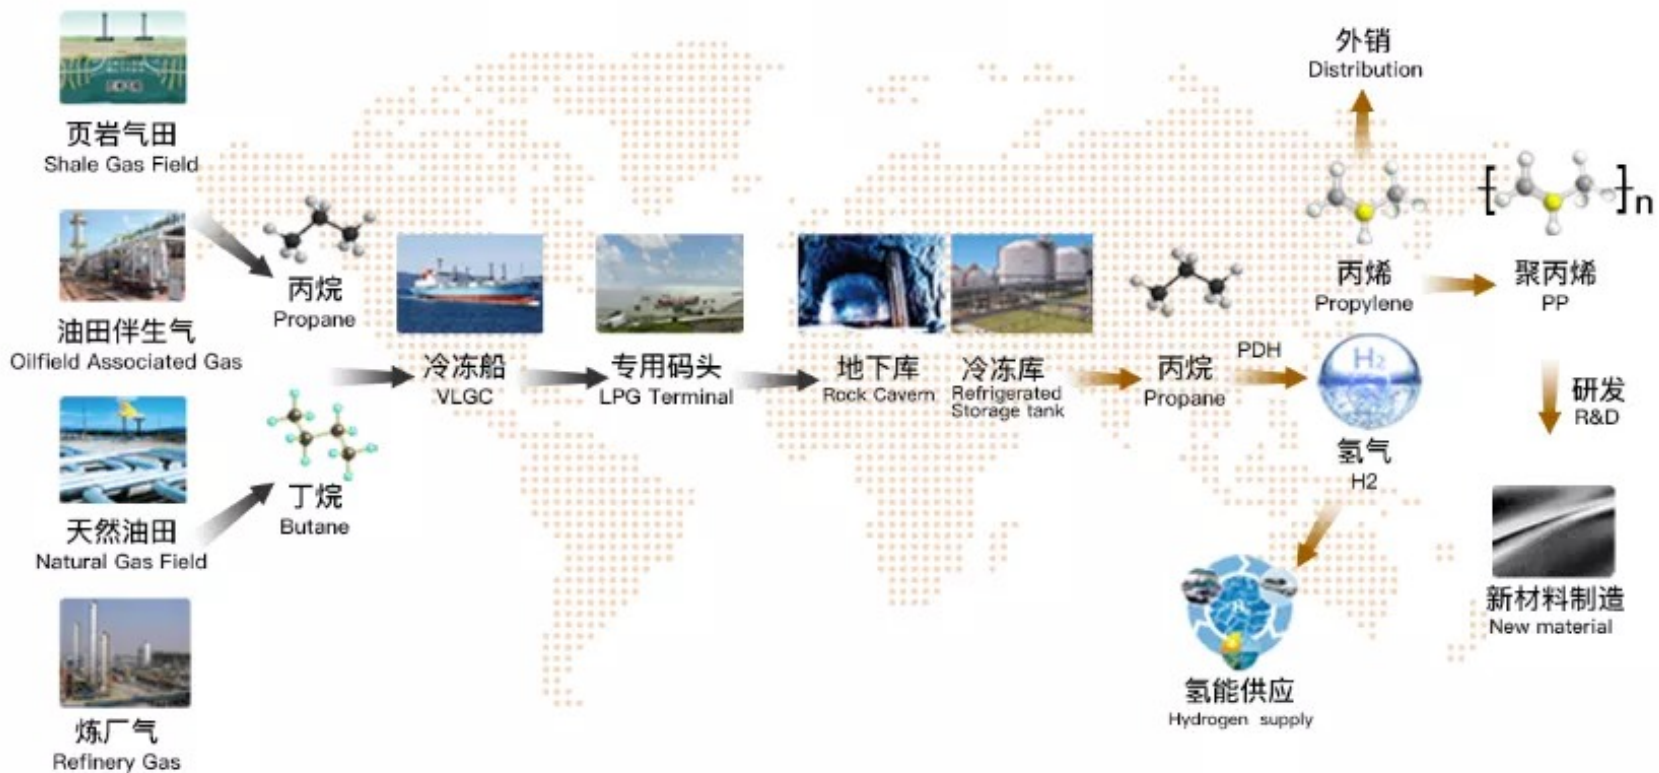 页岩气田
Shale Gas Field
油田伴生气
Oilfield Associated Gas
天然油田
Natural Gas Field
炼厂气
Refinery Gas
丙烷
Propane
丁烷
Butane
冷冻船
VLGC
专用码头
LPG Terminal
地下库
Rock Cavern
冷冻库
Refrigerated
Storage tank
丙烷
Propane
PDH
外销
Distribution
丙烯
Propylene
[
]n
聚丙烯
PP
H2
氢气
H2
研发
R&D
氢能供应
Hydrogen supply
新材料制造
New material